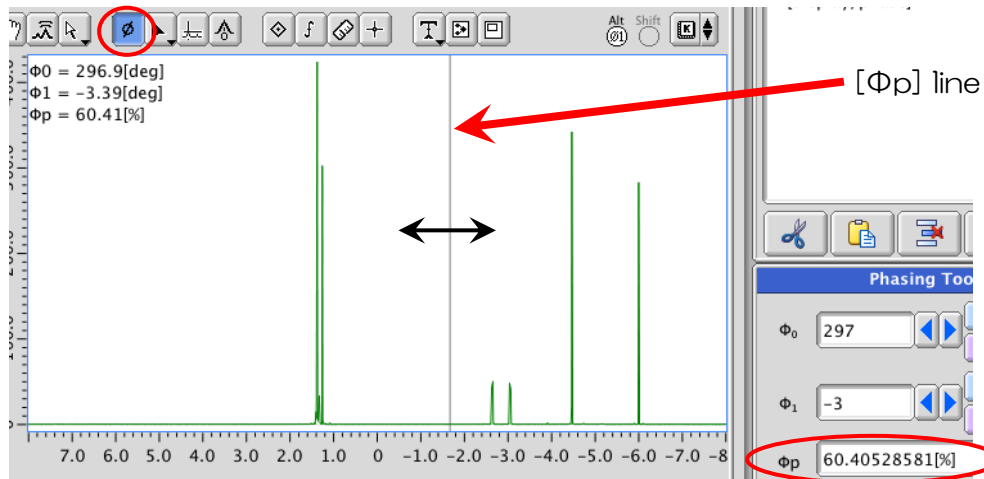 Alt Shift
Φ0 = 296.9[deg]
Φ1 = −3.39[deg]
Φp = 60.41[%]
[Φp] line
7.0 6.0 5.0 4.0 3.0 2.0 1.0 0 −1.0 −2.0 −3.0 −4.0 −5.0 −6.0 −7.0 −8
Phasing Too
Φ₀ 297
Φ₁ −3
Φp 60.40528581[%]